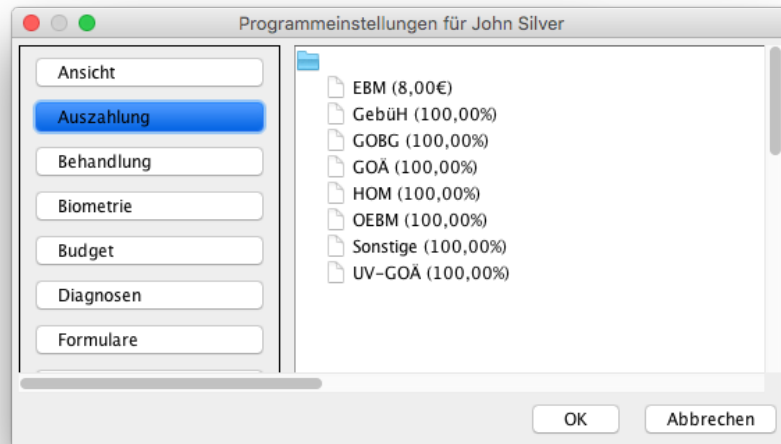 Programmeinstellungen für John Silver
Ansicht
Auszahlung
Behandlung
Biometrie
Budget
Diagnosen
Formulare
EBM (8,00€)
GebüH (100,00%)
GOBG (100,00%)
GOÄ (100,00%)
HOM (100,00%)
OEBM (100,00%)
Sonstige (100,00%)
UV-GOÄ (100,00%)
OK
Abbrechen